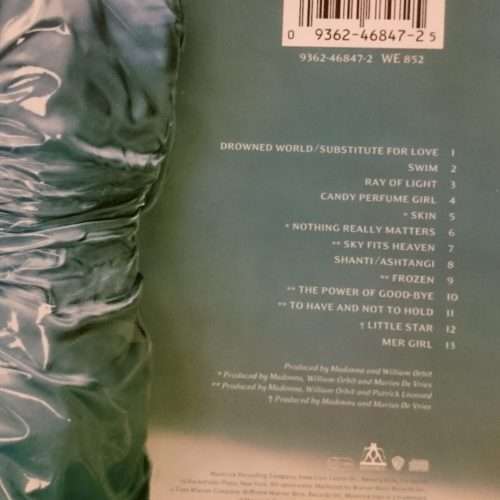 0 09362-46847-2 5
9362-46847-2 WE 852
DROWNED WORLD/SUBSTITUTE FOR LOVE 1
SWIM 2
RAY OF LIGHT 3
CANDY PERFUME GIRL 4
* SKIN 5
* NOTHING REALLY MATTERS 6
** SKY FITS HEAVEN 7
SHANTI/ASHTANGI 8
** FROZEN 9
** THE POWER OF GOOD-BYE 10
** TO HAVE AND NOT TO HOLD 11
† LITTLE STAR 12
MER GIRL 13
Produced by Madonna and William Orbit
* Produced by Madonna, William Orbit and Marius De Vries
** Produced by Madonna, William Orbit and Patrick Leonard
† Produced by Madonna and Marius De Vries
Maverick Recording Company,